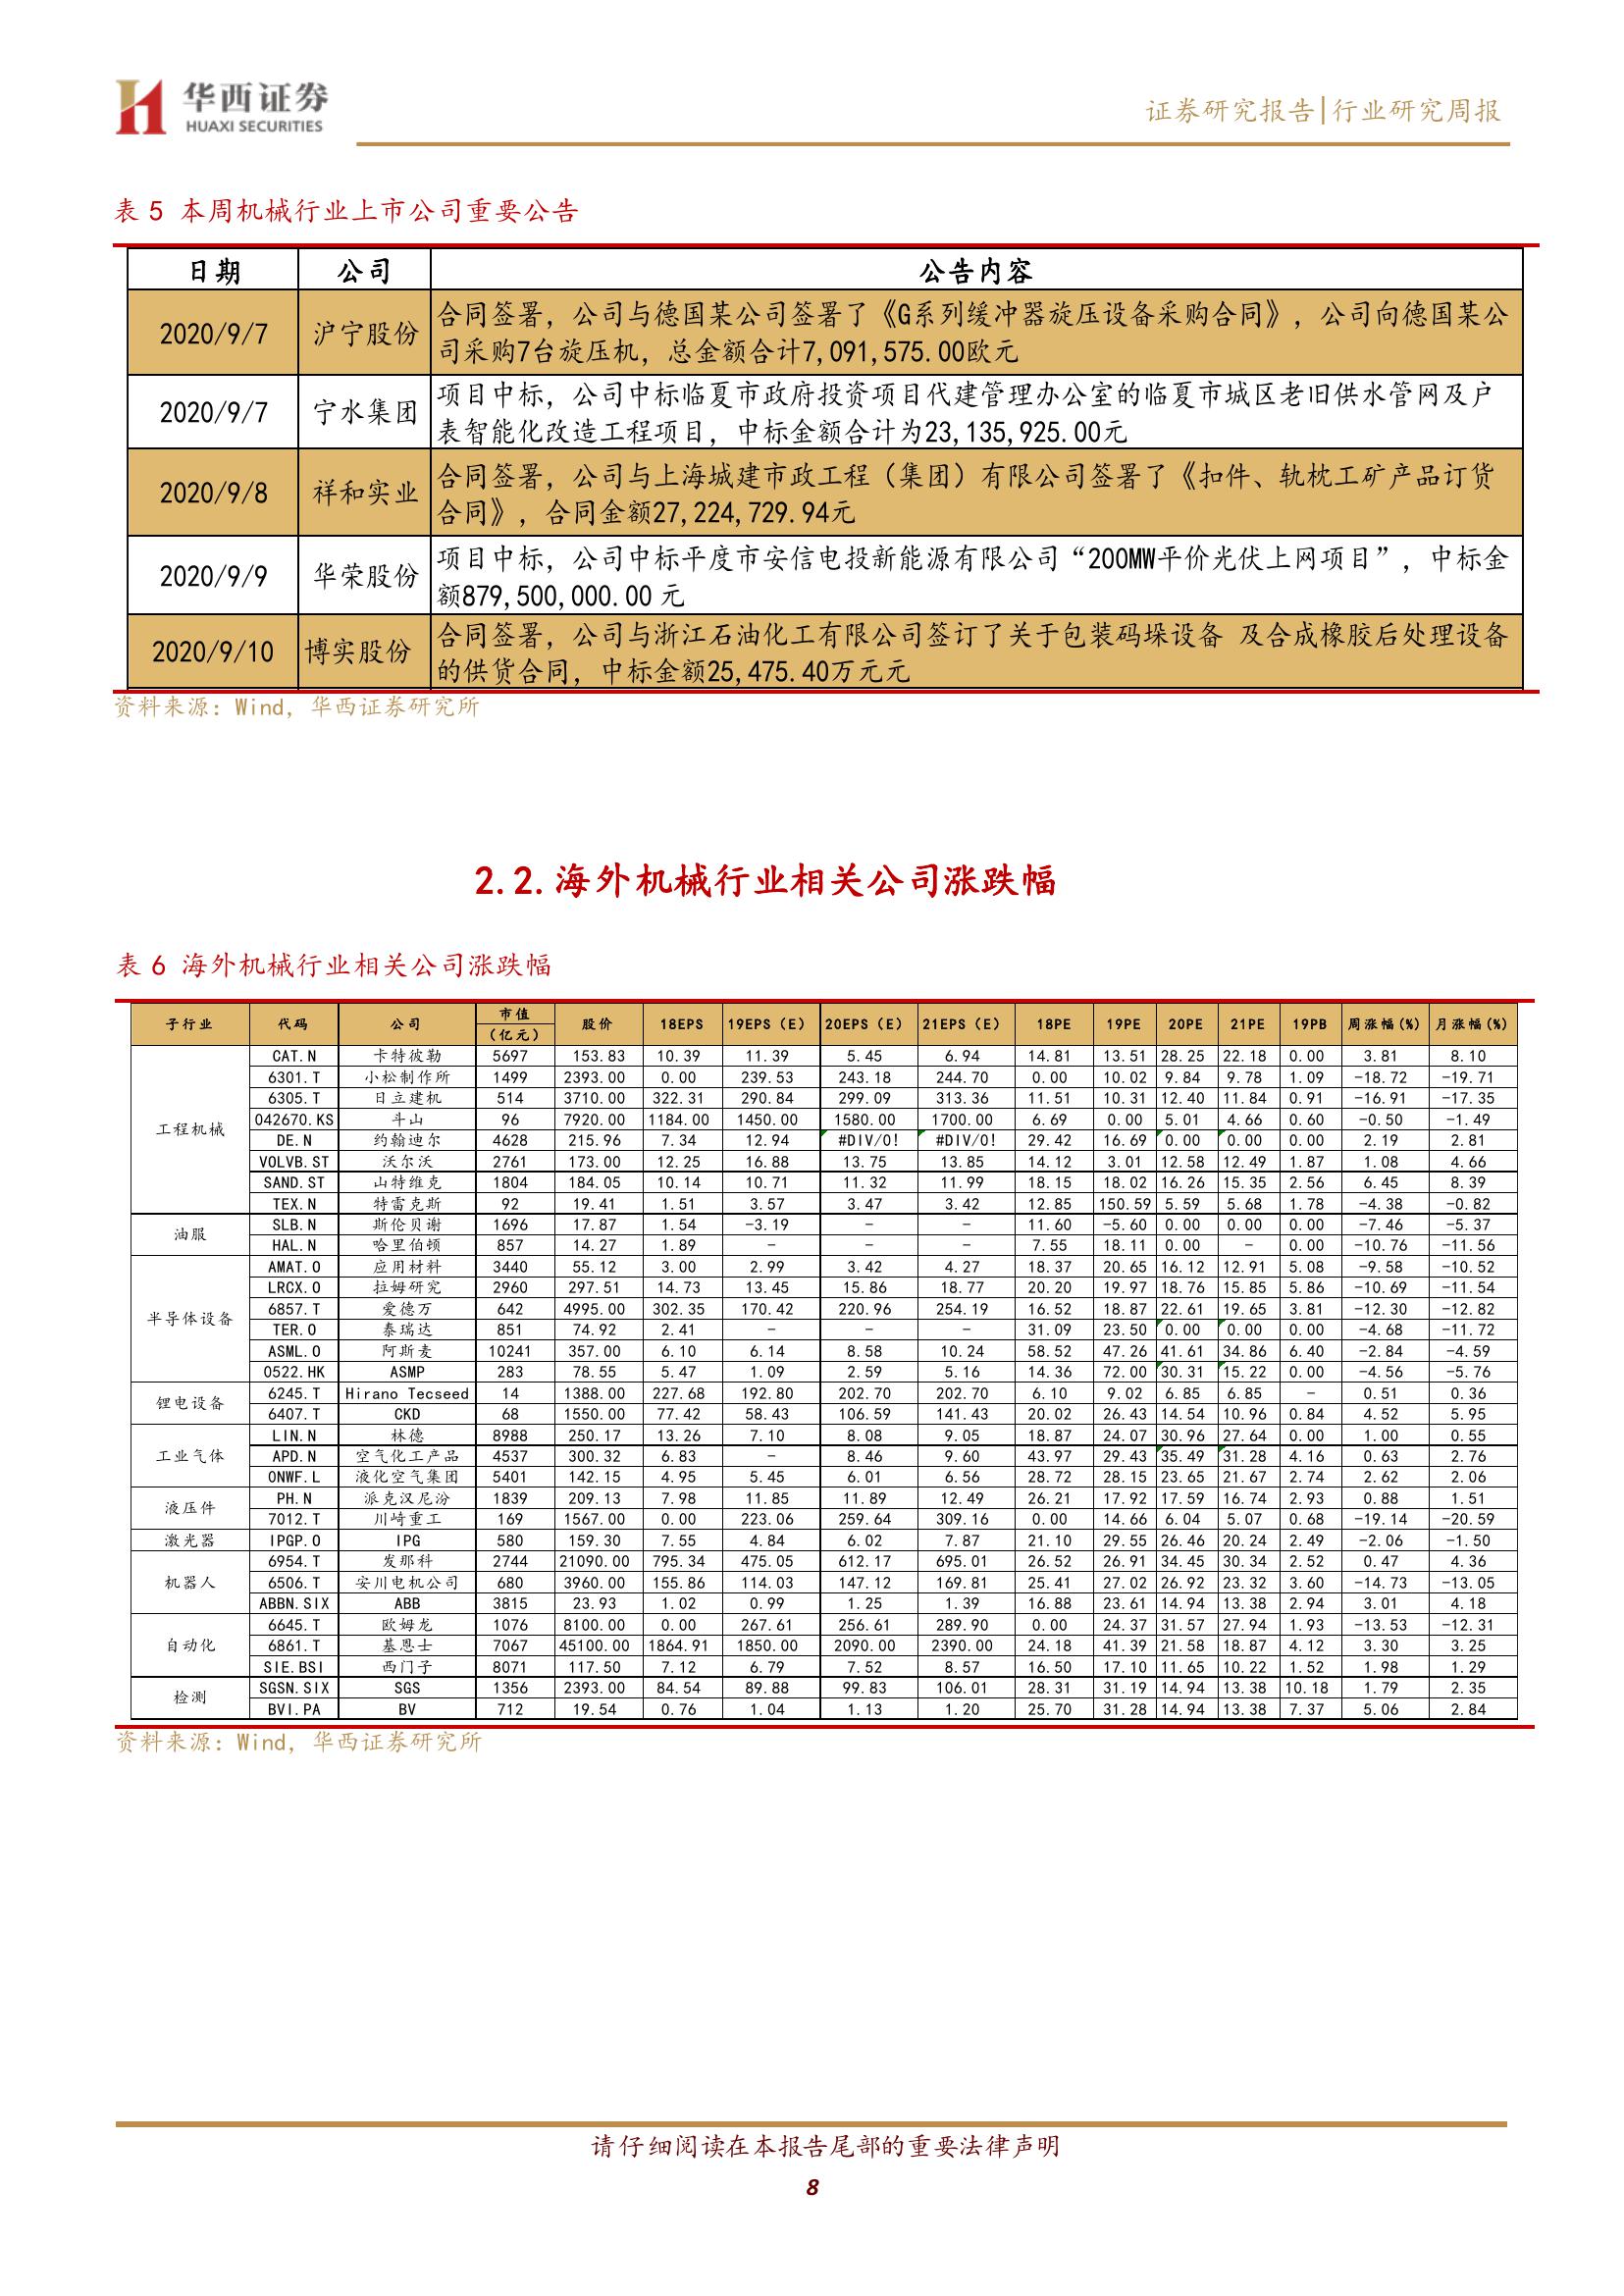 华西证券
HUAXI SECURITIES
证券研究报告|行业研究周报
表 5 本周机械行业上市公司重要公告
日期 公司 公告内容
2020/9/7 沪宁股份 合同签署，公司与德国某公司签署了《G系列缓冲器旋压设备采购合同》，公司向德国某公
司采购7台旋压机，总金额合计7,091,575.00欧元
2020/9/7 宁水集团 项目中标，公司中标临夏市政府投资项目代建管理办公室的临夏市城区老旧供水管网及户
表智能化改造工程项目，中标金额合计为23,135,925.00元
2020/9/8 祥和实业 合同签署，公司与上海城建市政工程（集团）有限公司签署了《扣件、轨枕工矿产品订货
合同》，合同金额27,224,729.94元
2020/9/9 华荣股份 项目中标，公司中标平度市安信电投新能源有限公司“200MW平价光伏上网项目”，中标金
额879,500,000.00 元
2020/9/10 博实股份 合同签署，公司与浙江石油化工有限公司签订了关于包装码垛设备 及合成橡胶后处理设备
的供货合同，中标金额25,475.40万元元
资料来源：Wind，华西证券研究所
2.2.海外机械行业相关公司涨跌幅
表 6 海外机械行业相关公司涨跌幅
子行业 代码 公司 市值（亿元） 股价 18EPS 19EPS（E） 20EPS（E） 21EPS（E） 18PE 19PE 20PE 21PE 19PB 周涨幅(%) 月涨幅(%)
工程机械 CAT.N 卡特彼勒 5697 153.83 10.39 11.39 5.45 6.94 14.81 13.51 28.25 22.18 0.00 3.81 8.10
6301.T 小松制作所 1499 2393.00 0.00 239.53 243.18 244.70 0.00 10.02 9.84 9.78 1.09 -18.72 -19.71
6305.T 日立建机 514 3710.00 322.31 290.84 299.09 313.36 11.51 10.31 12.40 11.84 0.91 -16.91 -17.35
042670.KS 斗山 96 7920.00 1184.00 1450.00 1580.00 1700.00 6.69 0.00 5.01 4.66 0.60 -0.50 -1.49
DE.N 约翰迪尔 4628 215.96 7.34 12.94 #DIV/0! #DIV/0! 29.42 16.69 0.00 0.00 0.00 2.19 2.81
VOLVB.ST 沃尔沃 2761 173.00 12.25 16.88 13.75 13.85 14.12 3.01 12.58 12.49 1.87 1.08 4.66
SAND.ST 山特维克 1804 184.05 10.14 10.71 11.32 11.99 18.15 18.02 16.26 15.35 2.56 6.45 8.39
TEX.N 特雷克斯 92 19.41 1.51 3.57 3.47 3.42 12.85 150.59 5.59 5.68 1.78 -4.38 -0.82
油服 SLB.N 斯伦贝谢 1696 17.87 1.54 -3.19 - - 11.60 -5.60 0.00 0.00 0.00 -7.46 -5.37
HAL.N 哈里伯顿 857 14.27 1.89 - - - 7.55 18.11 0.00 - 0.00 -10.76 -11.56
半导体设备 AMAT.O 应用材料 3440 55.12 3.00 2.99 3.42 4.27 18.37 20.65 16.12 12.91 5.08 -9.58 -10.52
LRCX.O 拉姆研究 2960 297.51 14.73 13.45 15.86 18.77 20.20 19.97 18.76 15.85 5.86 -10.69 -11.54
6857.T 爱德万 642 4995.00 302.35 170.42 220.96 254.19 16.52 18.87 22.61 19.65 3.81 -12.30 -12.82
TER.O 泰瑞达 851 74.92 2.41 - - - 31.09 23.50 0.00 0.00 0.00 -4.68 -11.72
ASML.O 阿斯麦 10241 357.00 6.10 6.14 8.58 10.24 58.52 47.26 41.61 34.86 6.40 -2.84 -4.59
0522.HK ASMP 283 78.55 5.47 1.09 2.59 5.16 14.36 72.00 30.31 15.22 0.00 -4.56 -5.76
锂电设备 6245.T Hirano Tecseed 14 1388.00 227.68 192.80 202.70 202.70 6.10 9.02 6.85 6.85 - 0.51 0.36
6407.T CKD 68 1550.00 77.42 58.43 106.59 141.43 20.02 26.43 14.54 10.96 0.84 4.52 5.95
工业气体 LIN.N 林德 8988 250.17 13.26 7.10 8.08 9.05 18.87 24.07 30.96 27.64 0.00 1.00 0.55
APD.N 空气化工产品 4537 300.32 6.83 - 8.46 9.60 43.97 29.43 35.49 31.28 4.16 0.63 2.76
0NWF.L 液化空气集团 5401 142.15 4.95 5.45 6.01 6.56 28.72 28.15 23.65 21.67 2.74 2.62 2.06
液压件 PH.N 派克汉尼汾 1839 209.13 7.98 11.85 11.89 12.49 26.21 17.92 17.59 16.74 2.93 0.88 1.51
7012.T 川崎重工 169 1567.00 0.00 223.06 259.64 309.16 0.00 14.66 6.04 5.07 0.68 -19.14 -20.59
激光器 IPGP.O IPG 580 159.30 7.55 4.84 6.02 7.87 21.10 29.55 26.46 20.24 2.49 -2.06 -1.50
机器人 6954.T 发那科 2744 21090.00 795.34 475.05 612.17 695.01 26.52 26.91 34.45 30.34 2.52 0.47 4.36
6506.T 安川电机公司 680 3960.00 155.86 114.03 147.12 169.81 25.41 27.02 26.92 23.32 3.60 -14.73 -13.05
ABBN.SIX ABB 3815 23.93 1.02 0.99 1.25 1.39 16.88 23.61 14.94 13.38 2.94 3.01 4.18
自动化 6645.T 欧姆龙 1076 8100.00 0.00 267.61 256.61 289.90 0.00 24.37 31.57 27.94 1.93 -13.53 -12.31
6861.T 基恩士 7067 45100.00 1864.91 1850.00 2090.00 2390.00 24.18 41.39 21.58 18.87 4.12 3.30 3.25
SIE.BSI 西门子 8071 117.50 7.12 6.79 7.52 8.57 16.50 17.10 11.65 10.22 1.52 1.98 1.29
检测 SGSN.SIX SGS 1356 2393.00 84.54 89.88 99.83 106.01 28.31 31.19 14.94 13.38 10.18 1.79 2.35
BVI.PA BV 712 19.54 0.76 1.04 1.13 1.20 25.70 31.28 14.94 13.38 7.37 5.06 2.84
资料来源：Wind，华西证券研究所
请仔细阅读在本报告尾部的重要法律声明
8